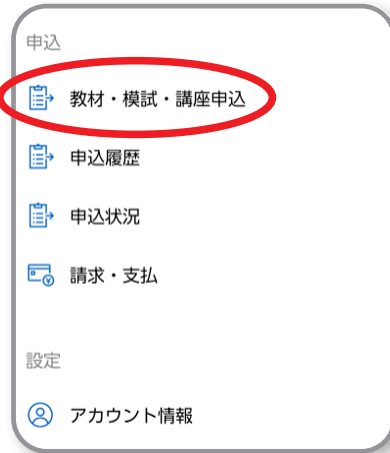 申込
教材・模試・講座申込
申込履歴
申込状況
請求・支払
設定
アカウント情報